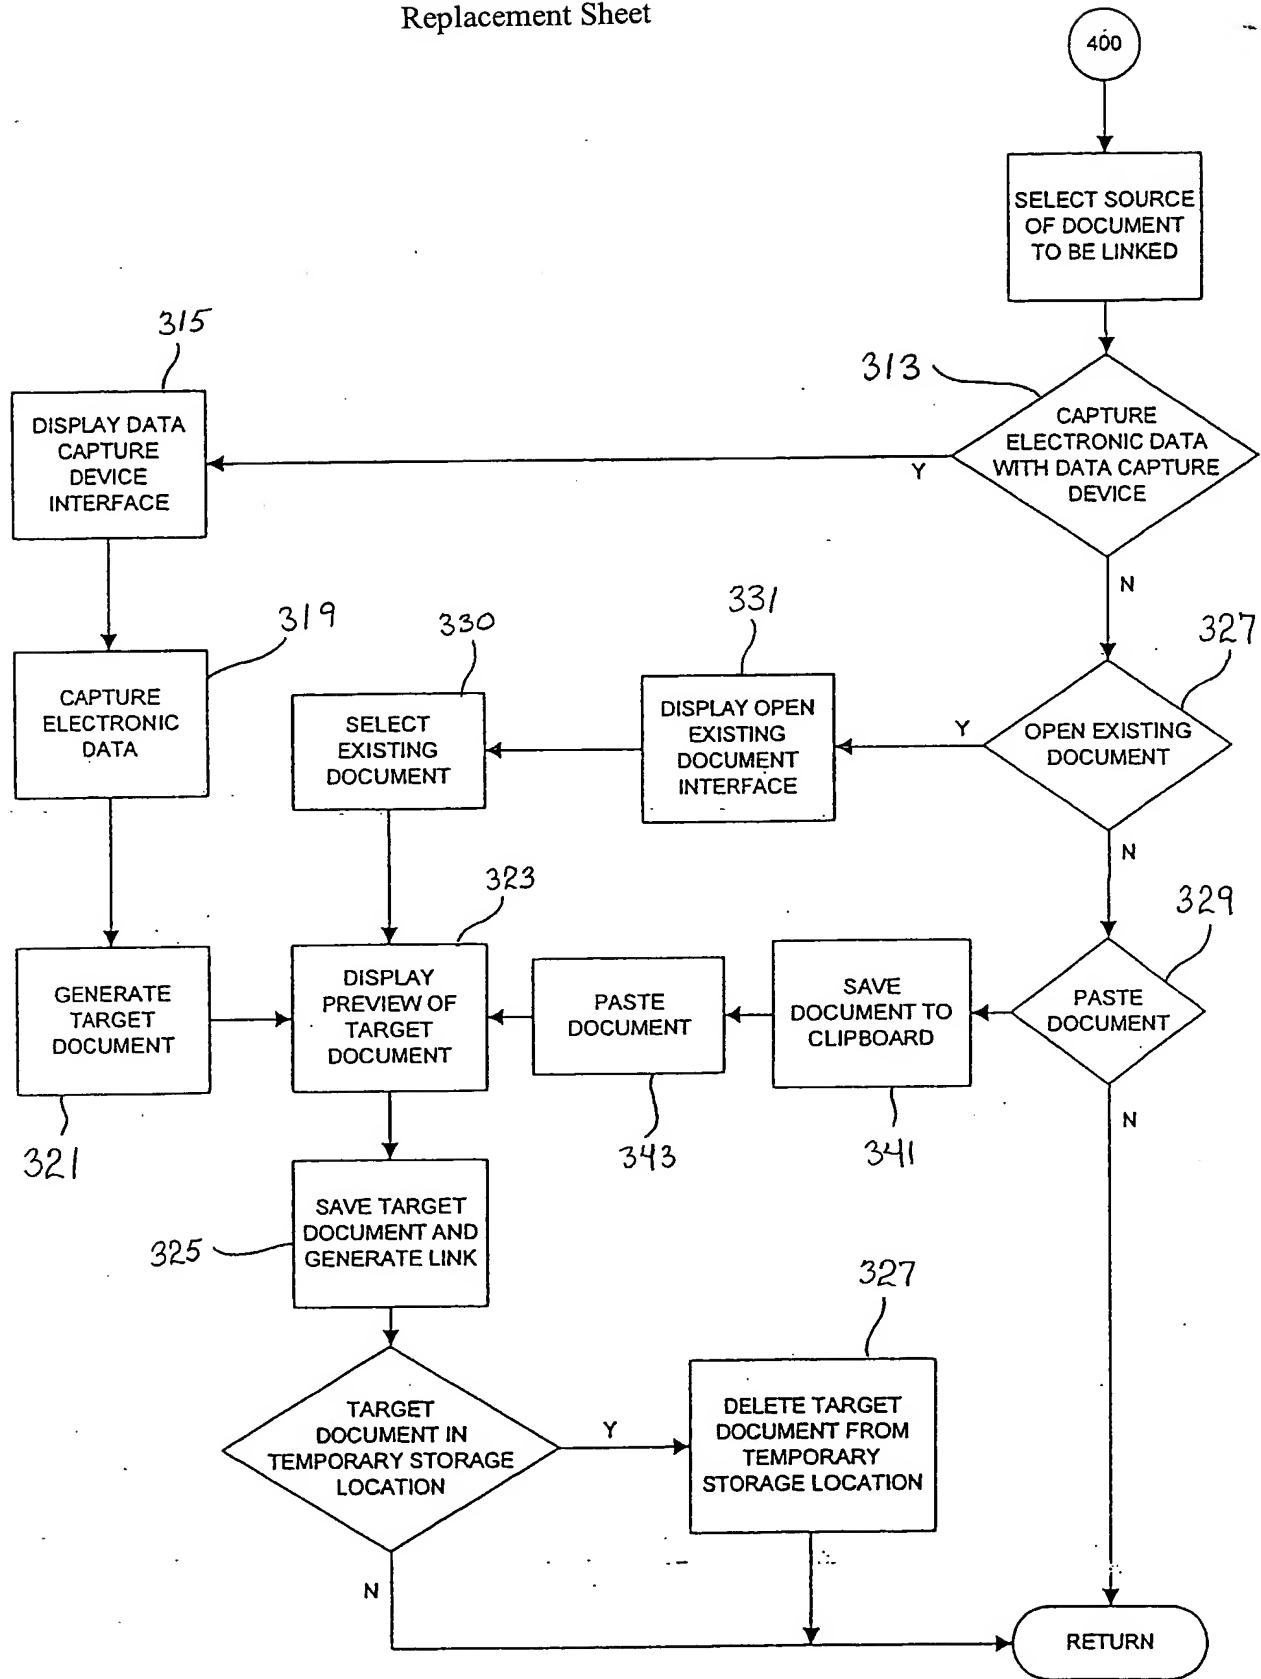 Replacement Sheet
400
SELECT SOURCE
OF DOCUMENT
TO BE LINKED
315
313
DISPLAY DATA
CAPTURE
DEVICE
INTERFACE
CAPTURE
ELECTRONIC DATA
WITH DATA CAPTURE
DEVICE
Y
N
319
330
331
327
CAPTURE
ELECTRONIC
DATA
SELECT
EXISTING
DOCUMENT
DISPLAY OPEN
EXISTING
DOCUMENT
INTERFACE
Y
OPEN EXISTING
DOCUMENT
N
323
329
GENERATE
TARGET
DOCUMENT
DISPLAY
PREVIEW OF
TARGET
DOCUMENT
PASTE
DOCUMENT
SAVE
DOCUMENT TO
CLIPBOARD
PASTE
DOCUMENT
N
321
343
341
SAVE TARGET
DOCUMENT AND
GENERATE LINK
325
327
TARGET
DOCUMENT IN
TEMPORARY STORAGE
LOCATION
Y
DELETE TARGET
DOCUMENT FROM
TEMPORARY
STORAGE LOCATION
N
RETURN